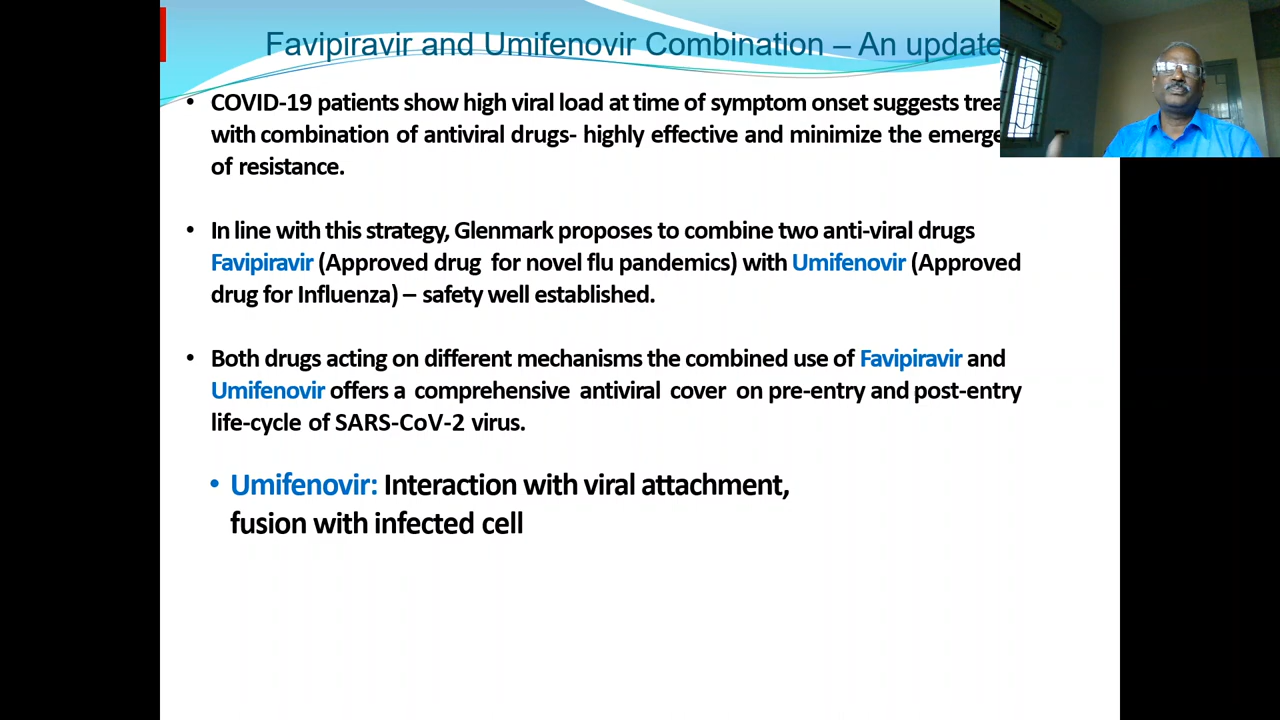 Favipiravir and Umifenovir Combination – An update
• COVID-19 patients show high viral load at time of symptom onset suggests
with combination of antiviral drugs- highly effective and minimize the
of resistance.
• In line with this strategy, Glenmark proposes to combine two anti-viral drugs
Favipiravir (Approved drug for novel flu pandemics) with Umifenovir (Approved
drug for Influenza) – safety well established.
• Both drugs acting on different mechanisms the combined use of Favipiravir and
Umifenovir offers a comprehensive antiviral cover on pre-entry and post-entry
life-cycle of SARS-CoV-2 virus.
• Umifenovir: Interaction with viral attachment,
fusion with infected cell